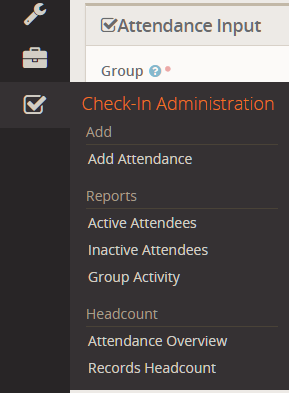 Attendance Input
Group ? *
Check-In Administration
Add
Add Attendance
Reports
Active Attendees
Inactive Attendees
Group Activity
Headcount
Attendance Overview
Records Headcount